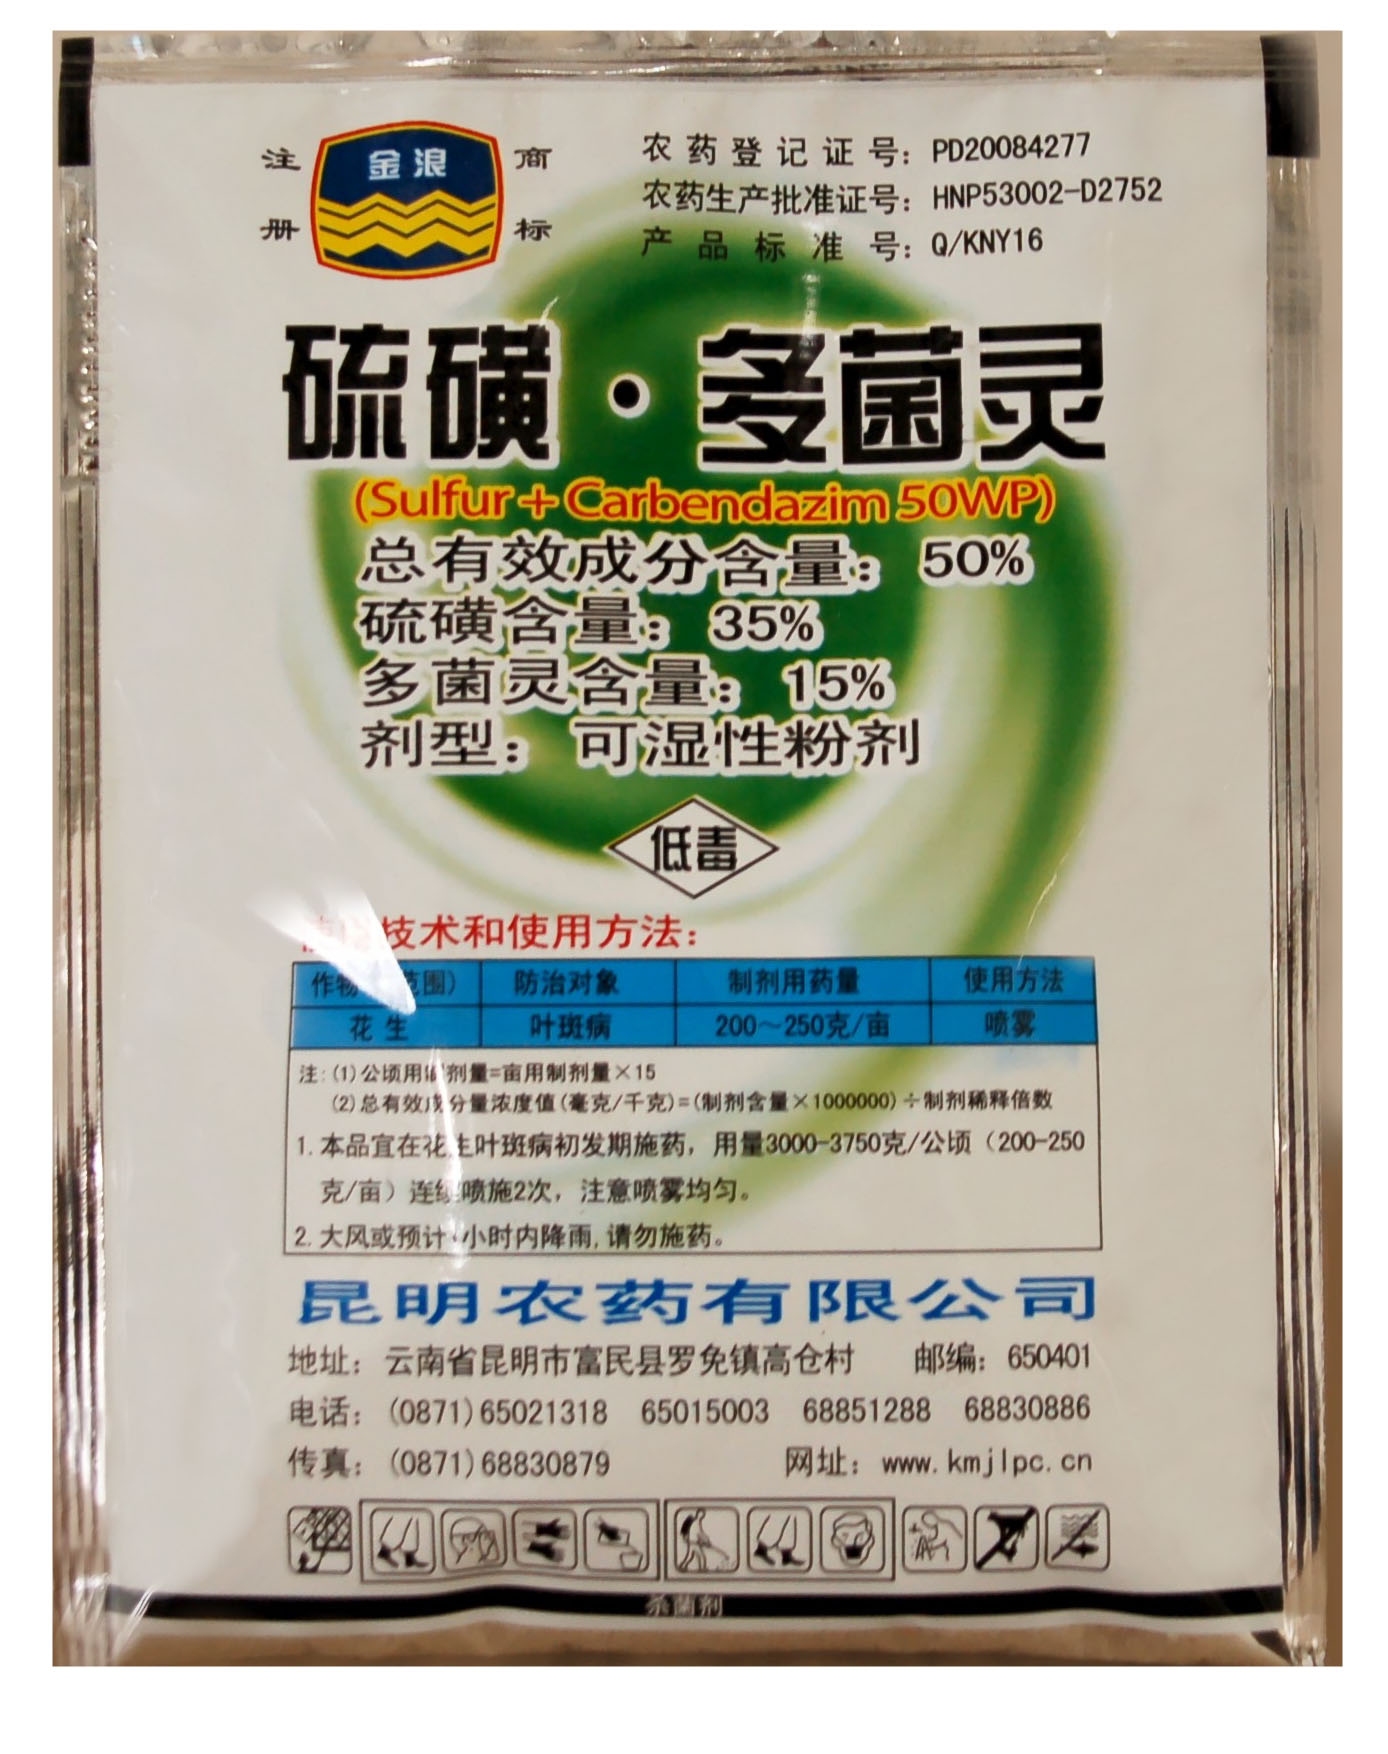 注 册 金浪 商 标
农药登记证号：PD20084277
农药生产批准证号：HNP53002-D2752
产品标准号：Q/KNY16
硫磺·多菌灵
(Sulfur+Carbendazim 50WP)
总有效成分含量：50%
硫磺含量：35%
多菌灵含量：15%
剂型：可湿性粉剂
低毒
技术和使用方法：
作物 范围） 防治对象 制剂用药量 使用方法
花生 叶斑病 200～250克/亩 喷雾
注:(1)公顷用制剂量=亩用制剂量×15
(2)总有效成分量浓度值(毫克/千克)=(制剂含量×1000000)÷制剂稀释倍数
1.本品宜在花生叶斑病初发期施药，用量3000-3750克/公顷（200-250
克/亩）连续喷施2次，注意喷雾均匀。
2.大风或预计 小时内降雨,请勿施药。
昆明农药有限公司
地址：云南省昆明市富民县罗免镇高仓村 邮编：650401
电话：(0871)65021318 65015003 68851288 68830886
传真：(0871)68830879 网址：www.kmjlpc.cn
杀菌剂